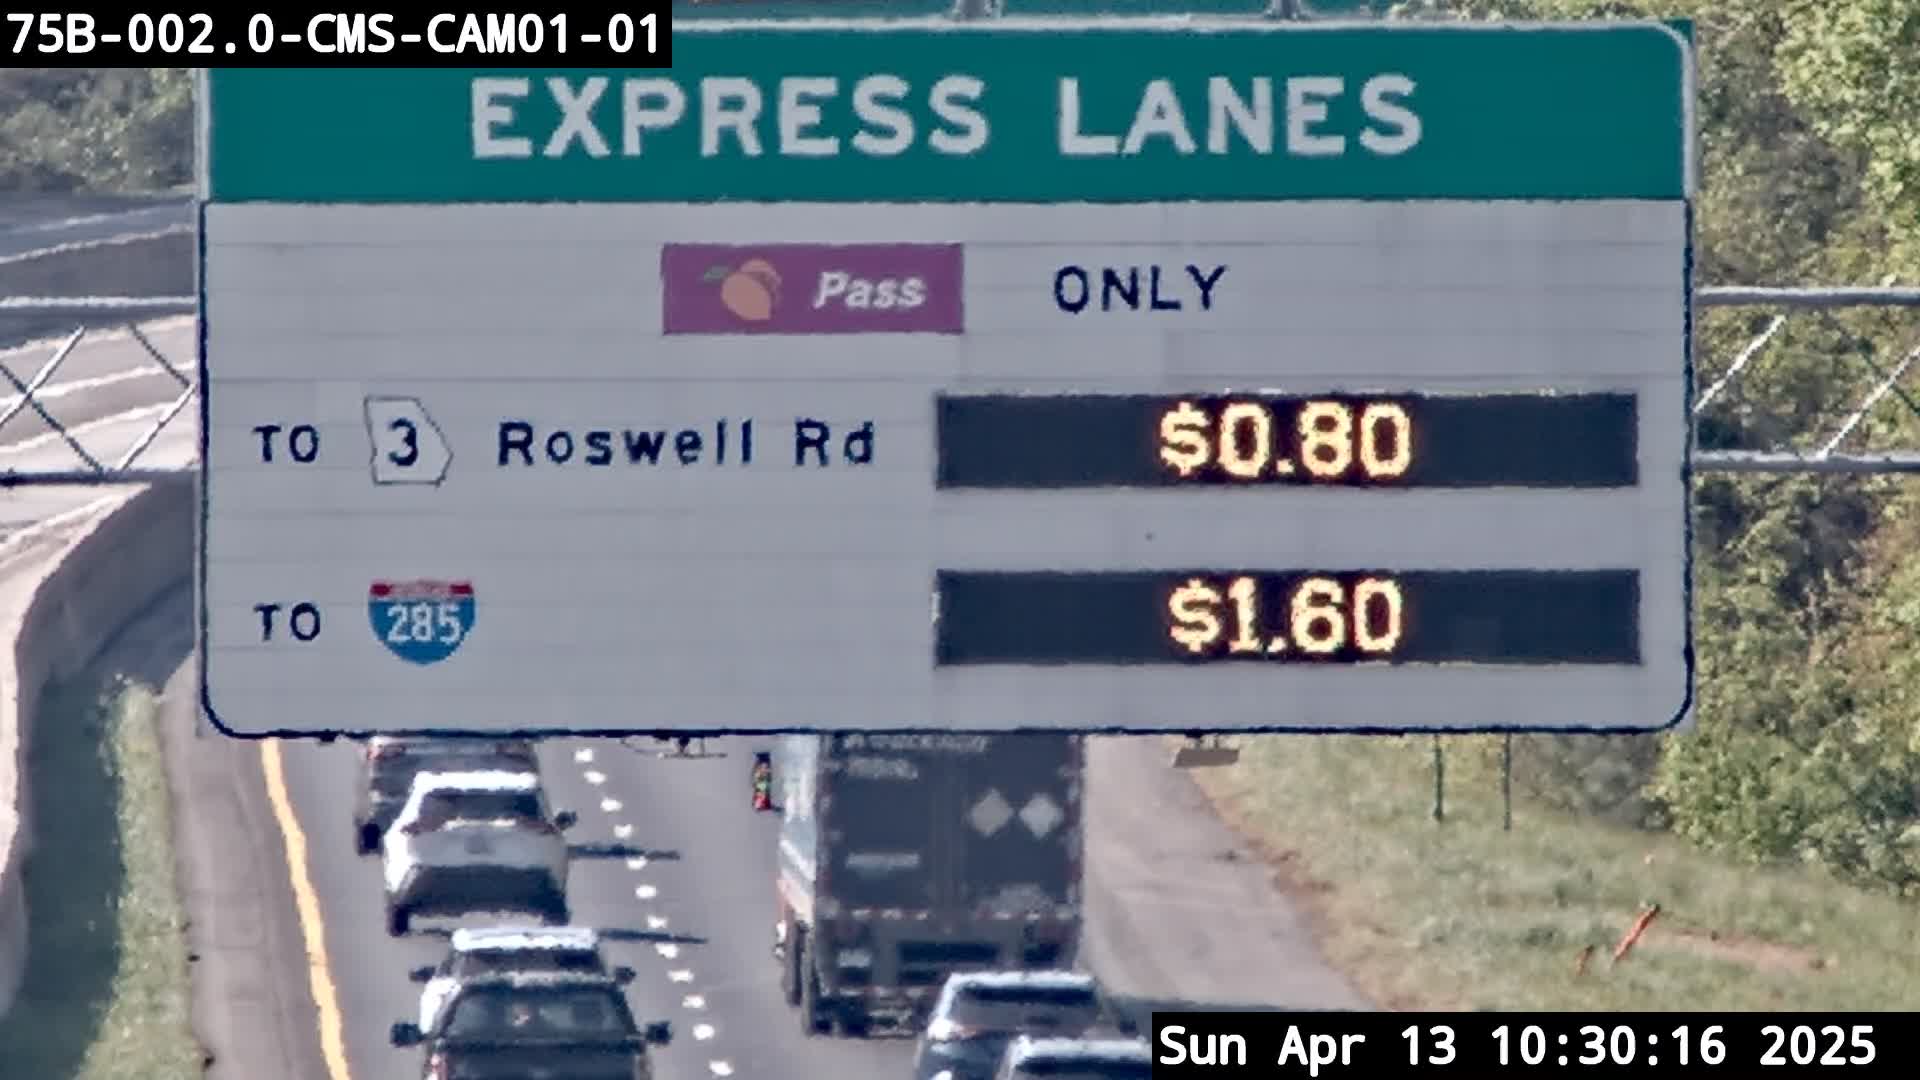 75B-002.0-CMS-CAM01-01
EXPRESS LANES
Pass ONLY
TO 3 Roswell Rd $0.80
TO 285 $1.60
Sun Apr 13 10:30:16 2025